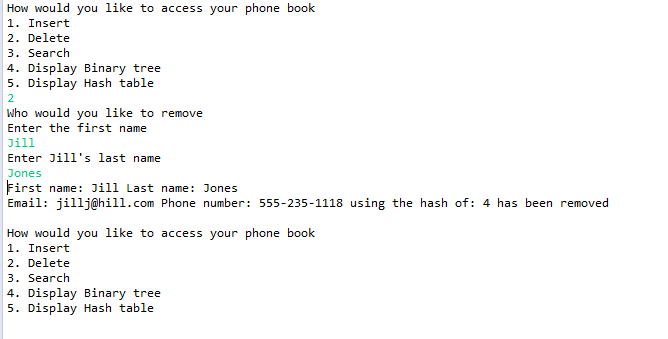 How would you like to access your phone book
1. Insert
2. Delete
3. Search
4. Display Binary tree
5. Display Hash table
2
Who would you like to remove
Enter the first name
Jill
Enter Jill's last name
Jones
First name: Jill Last name: Jones
Email: jillj@hill.com Phone number: 555-235-1118 using the hash of: 4 has been removed
How would you like to access your phone book
1. Insert
2. Delete
3. Search
4. Display Binary tree
5. Display Hash table